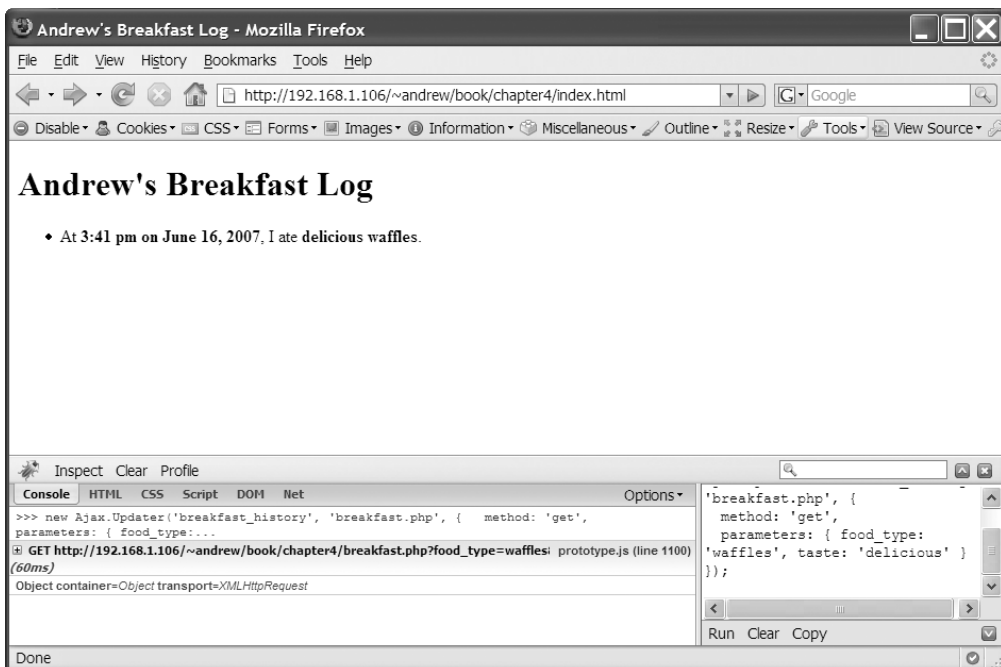 Andrew's Breakfast Log - Mozilla Firefox
File Edit View History Bookmarks Tools Help
http://192.168.1.106/~andrew/book/chapter4/index.html
G Google
Disable Cookies CSS Forms Images Information Miscellaneous Outline Resize Tools View Source
Andrew's Breakfast Log
At 3:41 pm on June 16, 2007, I ate delicious waffles.
Inspect Clear Profile
Console HTML CSS Script DOM Net Options
>>> new Ajax.Updater('breakfast_history', 'breakfast.php', { method: 'get',
parameters: { food_type:...
GET http://192.168.1.106/~andrew/book/chapter4/breakfast.php?food_type=waffles prototype.js (line 1100)
(60ms)
Object container=Object transport=XMLHttpRequest
'breakfast.php', {
method: 'get',
parameters: { food_type:
'waffles', taste: 'delicious' }
});
Run Clear Copy
Done